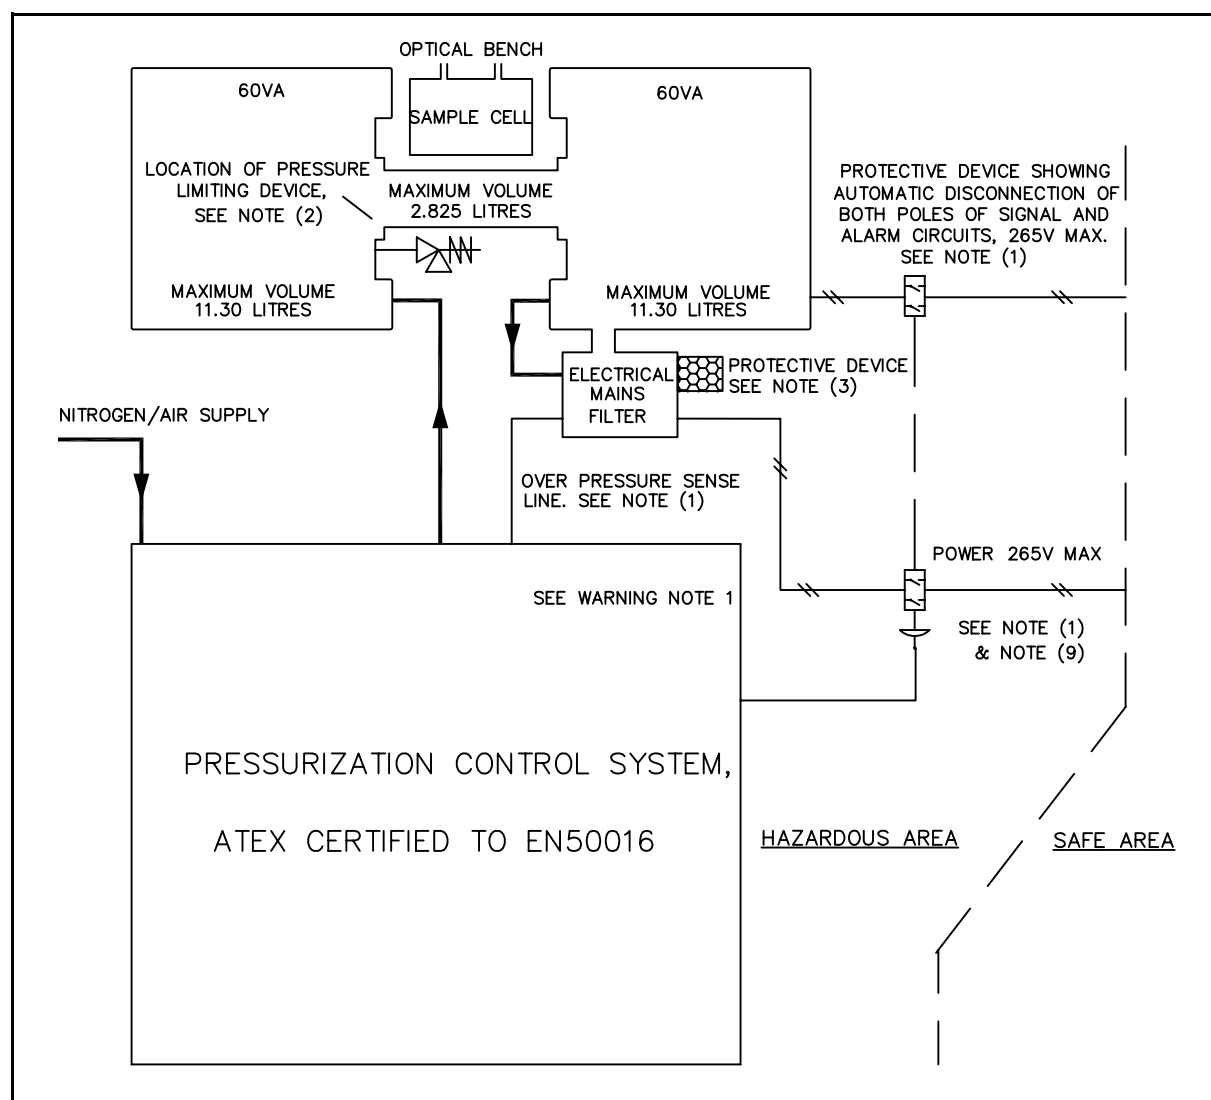 OPTICAL BENCH
60VA
SAMPLE CELL
60VA
LOCATION OF PRESSURE
LIMITING DEVICE,
SEE NOTE (2)
MAXIMUM VOLUME
2.825 LITRES
PROTECTIVE DEVICE SHOWING
AUTOMATIC DISCONNECTION OF
BOTH POLES OF SIGNAL AND
ALARM CIRCUITS, 265V MAX.
SEE NOTE (1)
MAXIMUM VOLUME
11.30 LITRES
MAXIMUM VOLUME
11.30 LITRES
ELECTRICAL
MAINS
FILTER
PROTECTIVE DEVICE
SEE NOTE (3)
NITROGEN/AIR SUPPLY
OVER PRESSURE SENSE
LINE. SEE NOTE (1)
POWER 265V MAX
SEE WARNING NOTE 1
SEE NOTE (1)
& NOTE (9)
PRESSURIZATION CONTROL SYSTEM,
ATEX CERTIFIED TO EN50016
HAZARDOUS AREA
SAFE AREA